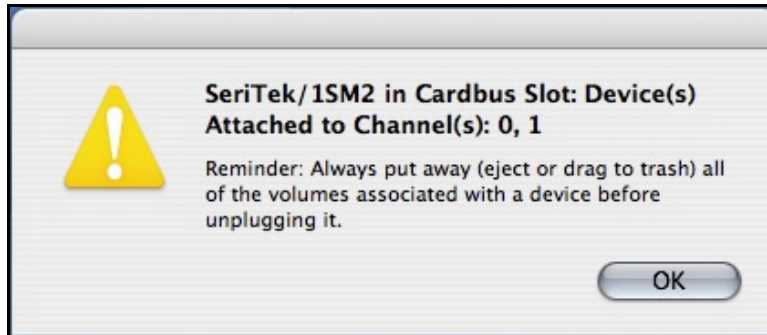 SeriTek/1SM2 in Cardbus Slot: Device(s)
Attached to Channel(s): 0, 1
Reminder: Always put away (eject or drag to trash) all
of the volumes associated with a device before
unplugging it.
OK